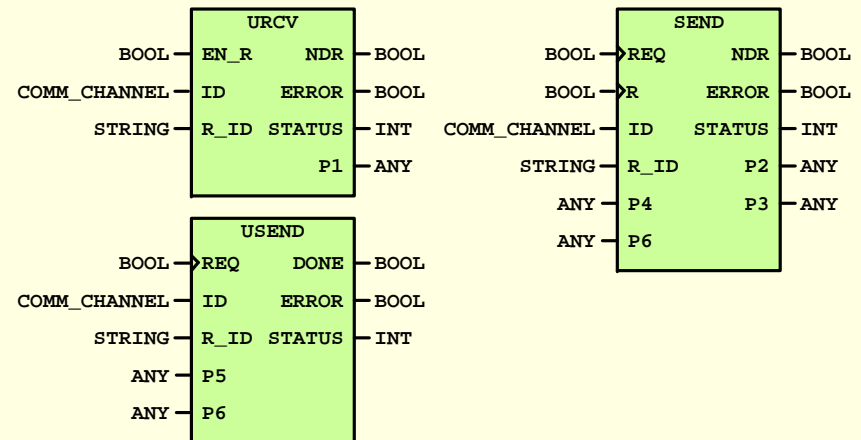 URCV
BOOL EN_R NDR BOOL
COMM_CHANNEL ID ERROR BOOL
STRING R_ID STATUS INT
P1 ANY
USEND
BOOL REQ DONE BOOL
COMM_CHANNEL ID ERROR BOOL
STRING R_ID STATUS INT
ANY P5
ANY P6
SEND
BOOL REQ NDR BOOL
BOOL R ERROR BOOL
COMM_CHANNEL ID STATUS INT
STRING R_ID P2 ANY
ANY P4 P3 ANY
ANY P6